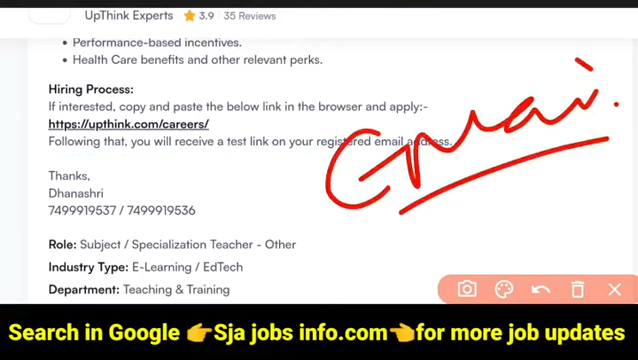 UpThink Experts ⭐ 3.9 | 35 Reviews
• Performance-based incentives.
• Health Care benefits and other relevant perks.
Hiring Process:
If interested, copy and paste the below link in the browser and apply:-
https://upthink.com/careers/
Following that, you will receive a test link on your registered email address.
Gmai
Thanks,
Dhanashri
7499919537 / 7499919536
Role: Subject / Specialization Teacher - Other
Industry Type: E-Learning / EdTech
Department: Teaching & Training
Search in Google 👉Sja jobs info.com👈for more job updates